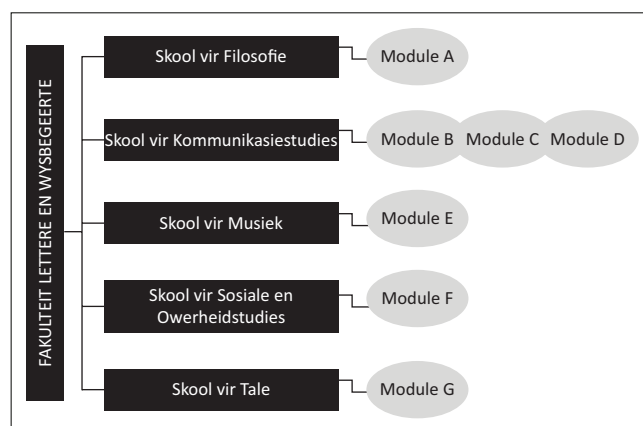 FAKULTEIT LETTERE EN WYSBEGEERTE
Skool vir Filosofie
Module A
Skool vir Kommunikasiestudies
Module B
Module C
Module D
Skool vir Musiek
Module E
Skool vir Sosiale en
Owerheidstudies
Module F
Skool vir Tale
Module G